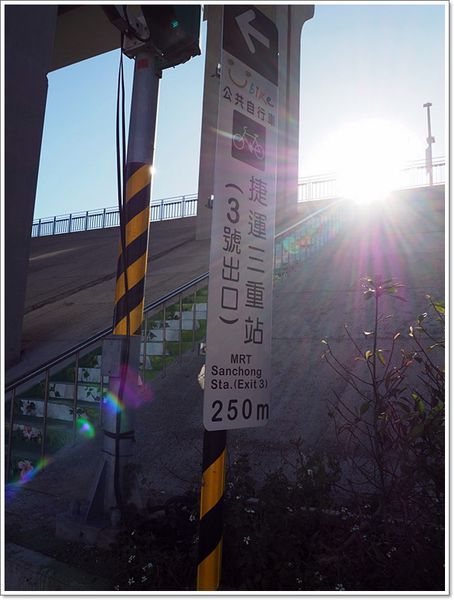 Ubike
公共自行車
捷運三重站
(3號出口)
MRT
Sanchong
Sta.(Exit 3)
250m